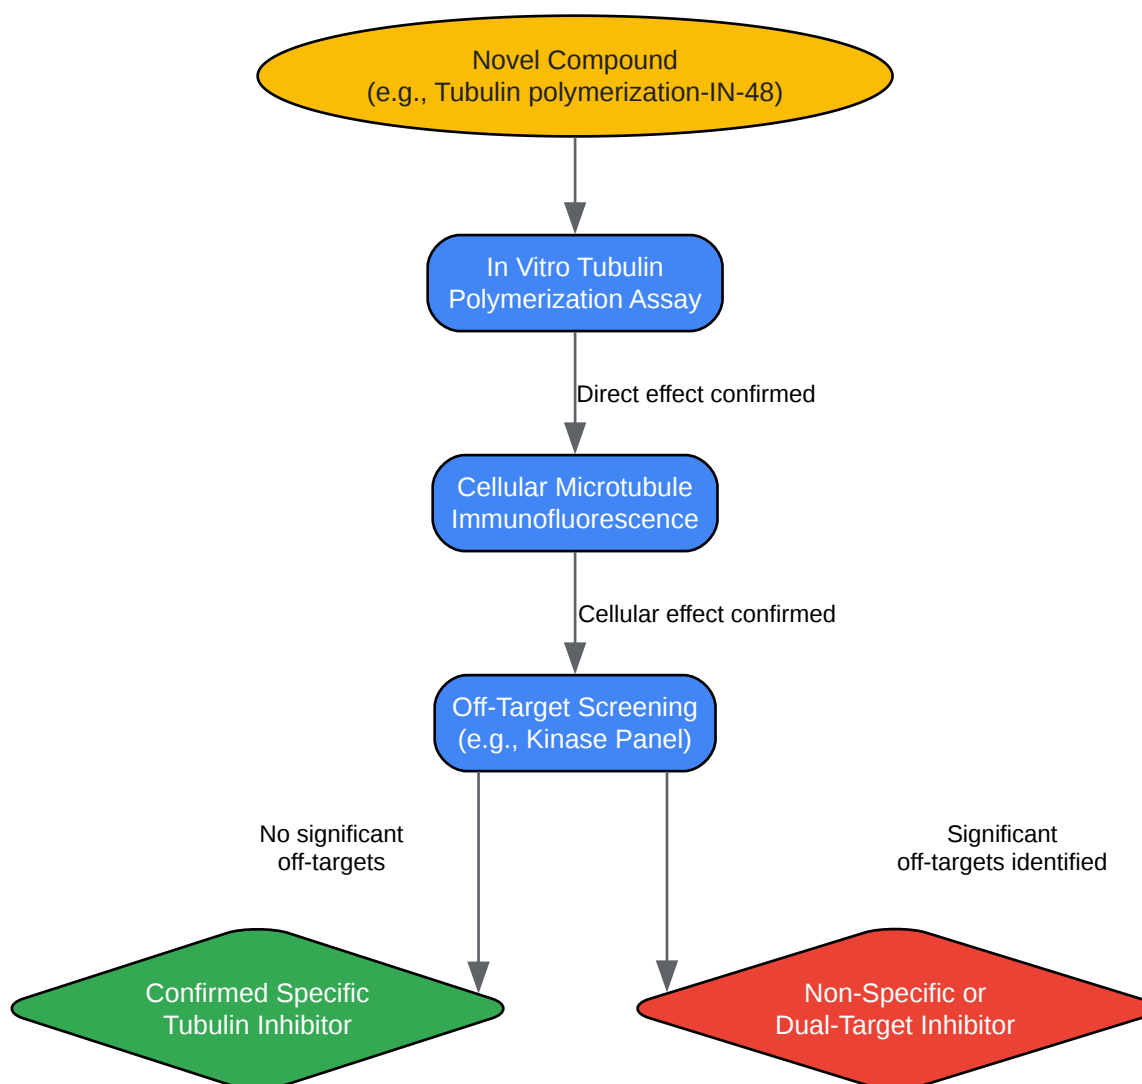 Novel Compound
(e.g., Tubulin polymerization-IN-48)
In Vitro Tubulin
Polymerization Assay
Direct effect confirmed
Cellular Microtubule
Immunofluorescence
Cellular effect confirmed
Off-Target Screening
(e.g., Kinase Panel)
No significant
off-targets
Significant
off-targets identified
Confirmed Specific
Tubulin Inhibitor
Non-Specific or
Dual-Target Inhibitor